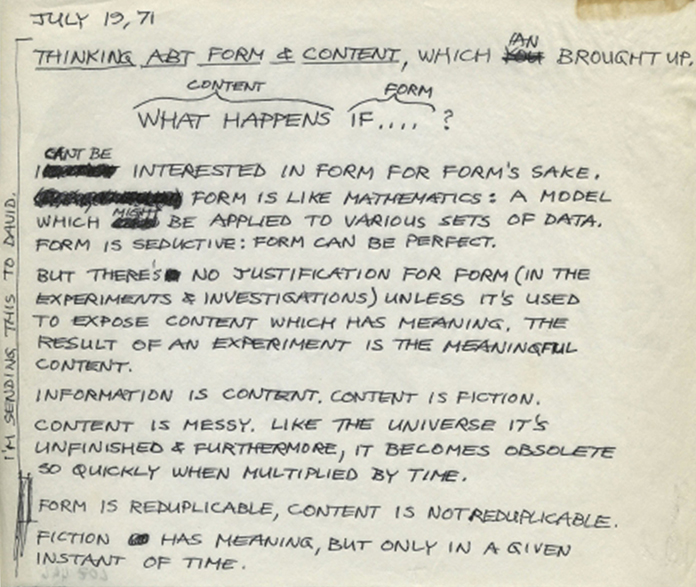 JULY 19, 71
THINKING ABT FORM & CONTENT, WHICH IAN BROUGHT UP.
CONTENT FORM
WHAT HAPPENS IF.... ?
I CANT BE INTERESTED IN FORM FOR FORM'S SAKE.
FORM IS LIKE MATHEMATICS: A MODEL
WHICH MIGHT BE APPLIED TO VARIOUS SETS OF DATA.
FORM IS SEDUCTIVE: FORM CAN BE PERFECT.
BUT THERE'S NO JUSTIFICATION FOR FORM (IN THE
EXPERIMENTS & INVESTIGATIONS) UNLESS IT'S USED
TO EXPOSE CONTENT WHICH HAS MEANING. THE
RESULT OF AN EXPERIMENT IS THE MEANINGFUL
CONTENT.
INFORMATION IS CONTENT. CONTENT IS FICTION.
CONTENT IS MESSY. LIKE THE UNIVERSE IT'S
UNFINISHED & FURTHERMORE, IT BECOMES OBSOLETE
SO QUICKLY WHEN MULTIPLIED BY TIME.
FORM IS REDUPLICABLE, CONTENT IS NOT REDUPLICABLE.
FICTION HAS MEANING, BUT ONLY IN A GIVEN
INSTANT OF TIME.
I'M SENDING THIS TO DAVID.